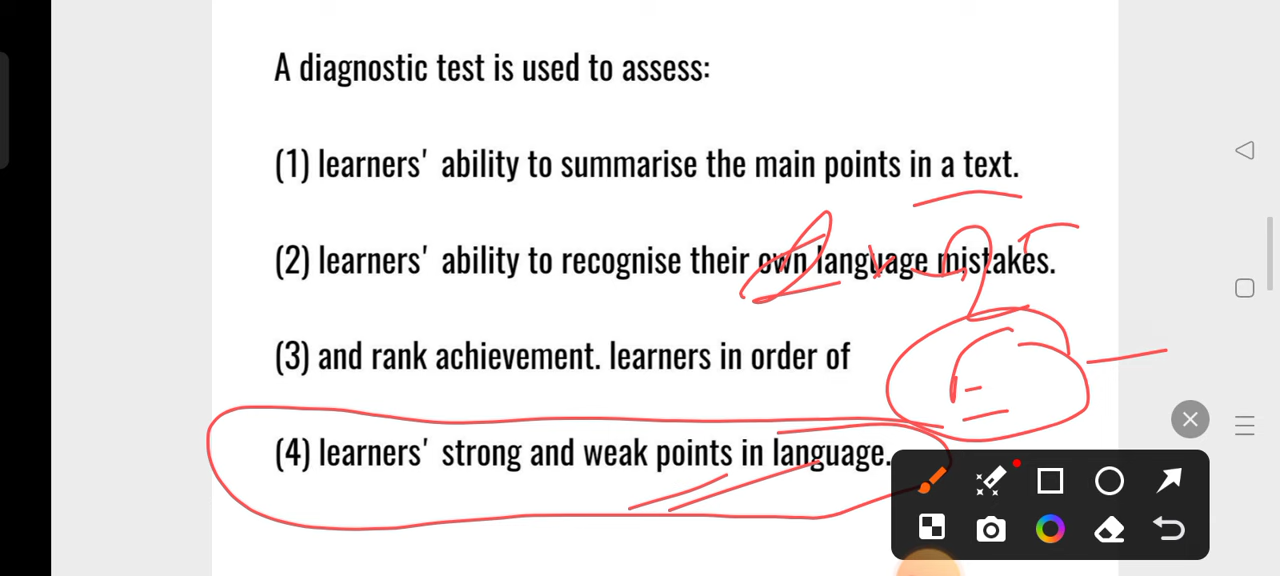 A diagnostic test is used to assess:
(1) learners' ability to summarise the main points in a text.
(2) learners' ability to recognise their own language mistakes.
(3) and rank achievement. learners in order of
(4) learners' strong and weak points in language.